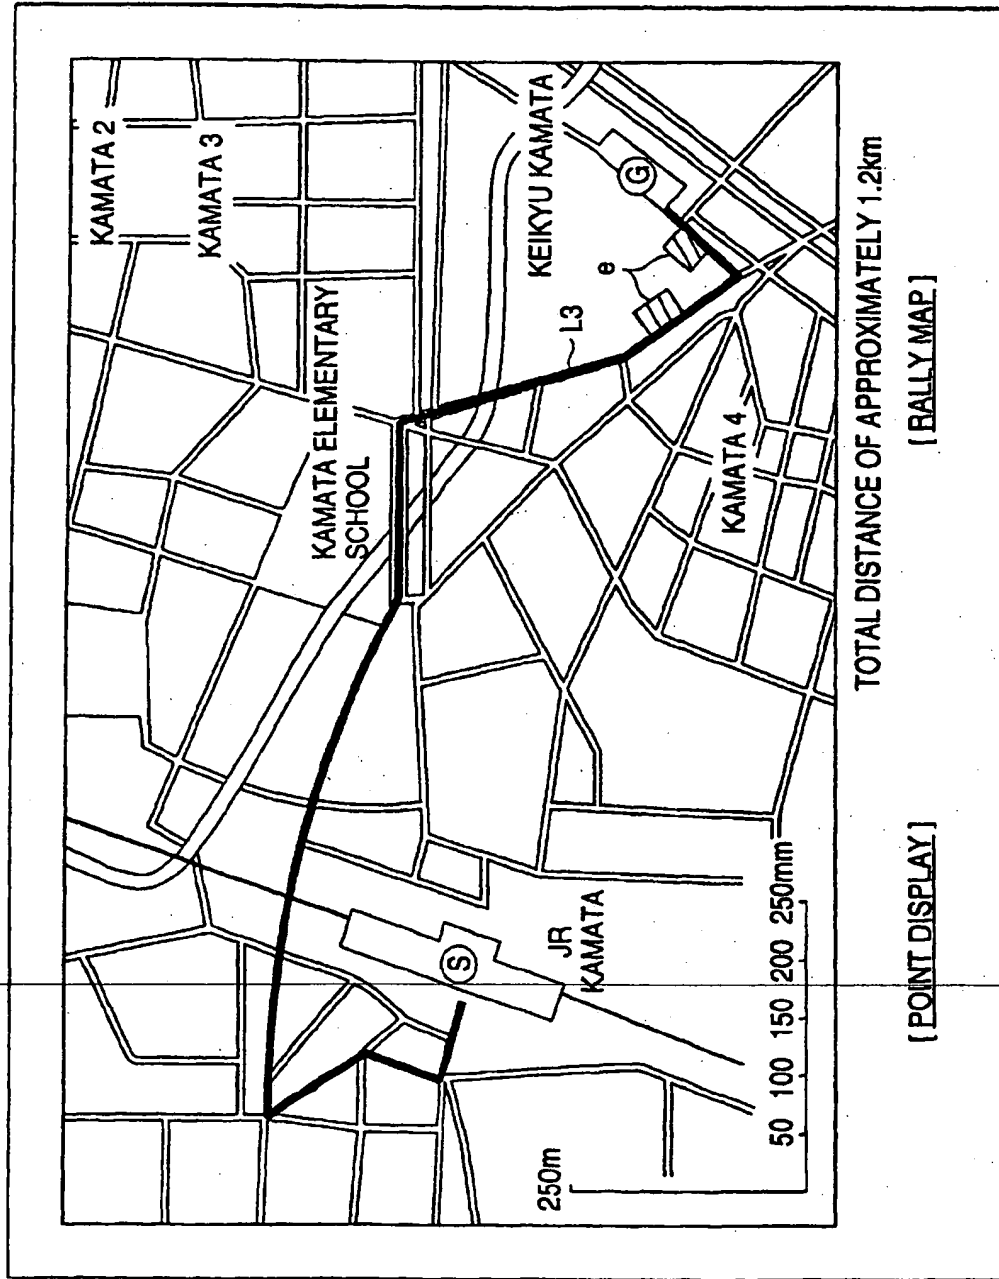 KAMATA 2
KAMATA 3
KAMATA ELEMENTARY
SCHOOL
KEIKYU KAMATA
G
e
L3
KAMATA 4
S
JR
KAMATA
250m
50 100 150 200 250mm
TOTAL DISTANCE OF APPROXIMATELY 1.2km
[POINT DISPLAY]
[RALLY MAP]